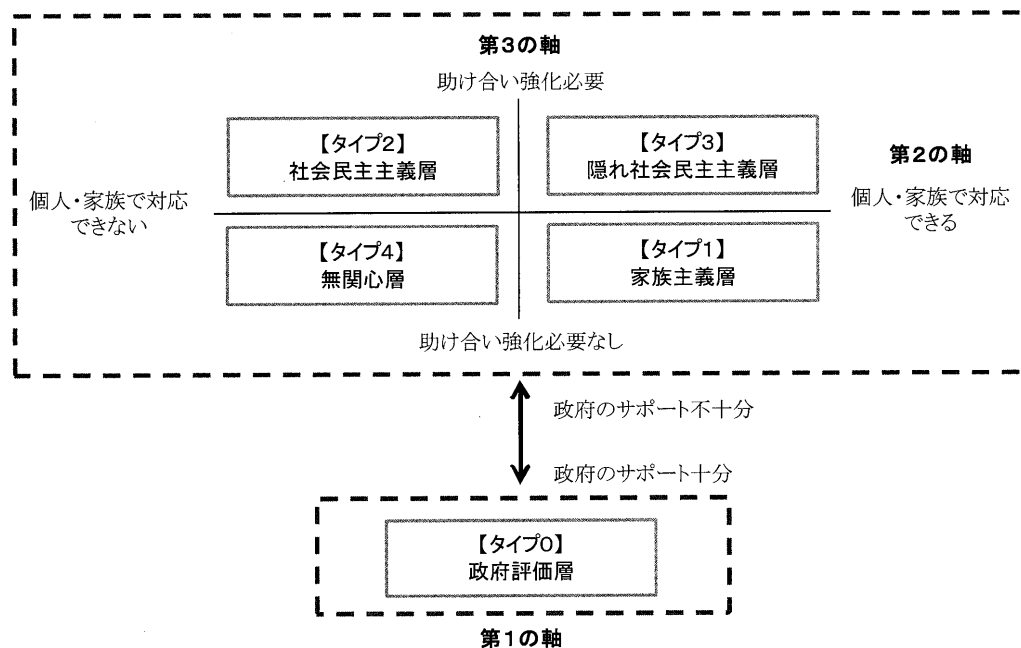 第3の軸
助け合い強化必要
【タイプ2】
社会民主主義層
【タイプ3】
隠れ社会民主主義層
第2の軸
個人・家族で対応
できない
個人・家族で対応
できる
【タイプ4】
無関心層
【タイプ1】
家族主義層
助け合い強化必要なし
政府のサポート不十分
政府のサポート十分
【タイプ0】
政府評価層
第1の軸